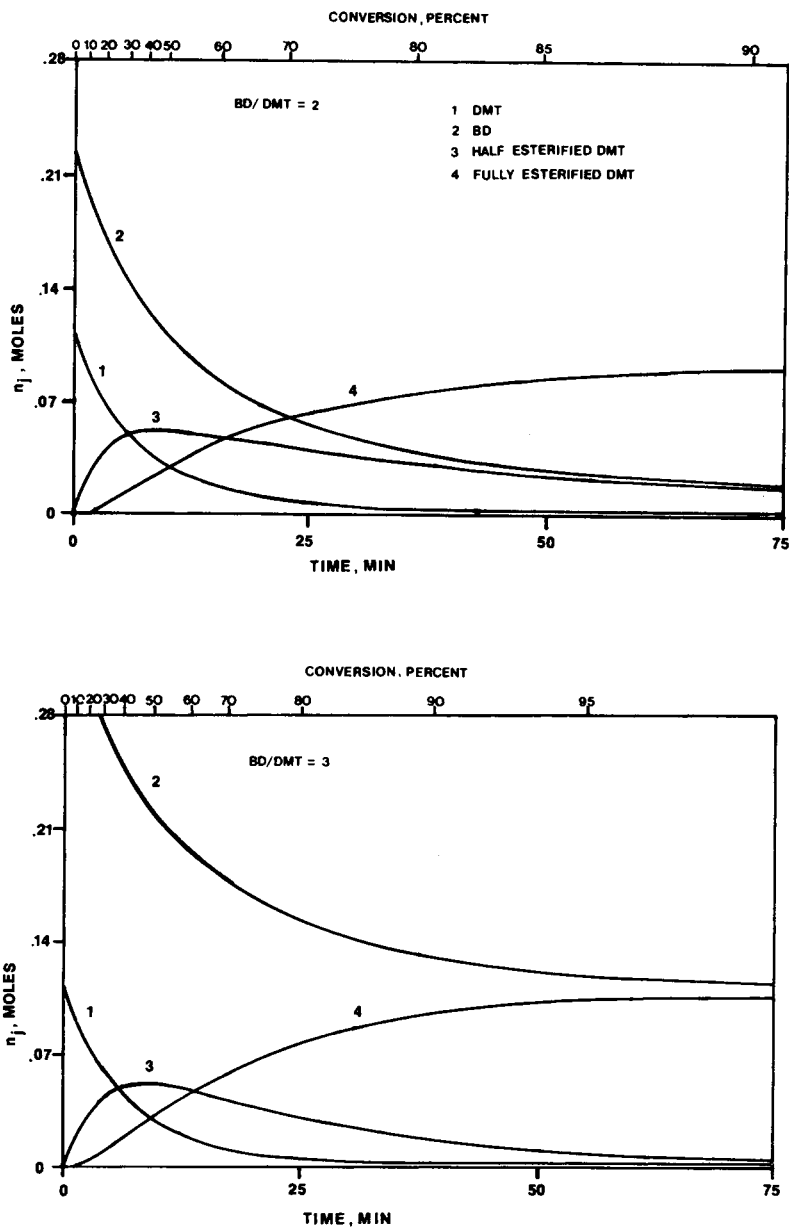 CONVERSION, PERCENT
0 10 20 30 40 50 60 70 80 85 90
.28
BD/DMT = 2
1 DMT
2 BD
3 HALF ESTERIFIED DMT
4 FULLY ESTERIFIED DMT
.21
2
.14
nj, MOLES
1
4
.07
3
0
0 25 50 75
TIME, MIN
CONVERSION, PERCENT
0 10 20 30 40 50 60 70 80 90 95
.28
BD/DMT = 3
2
.21
.14
nj, MOLES
1
4
.07
3
0
0 25 50 75
TIME, MIN